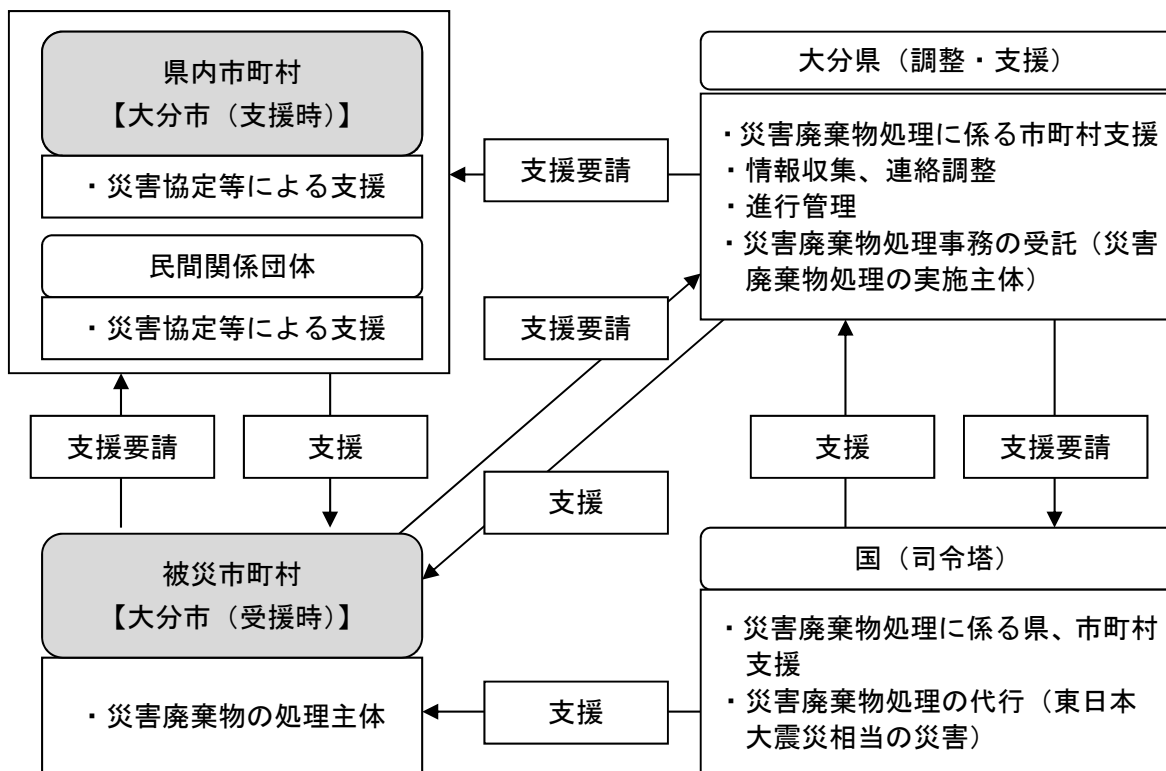 県内市町村
【大分市（支援時）】
・災害協定等による支援
民間関係団体
・災害協定等による支援
支援要請
大分県（調整・支援）
・災害廃棄物処理に係る市町村支援
・情報収集、連絡調整
・進行管理
・災害廃棄物処理事務の受託（災害
廃棄物処理の実施主体）
支援要請
支援要請
支援
支援
支援
支援要請
被災市町村
【大分市（受援時）】
・災害廃棄物の処理主体
支援
国（司令塔）
・災害廃棄物処理に係る県、市町村
支援
・災害廃棄物処理の代行（東日本
大震災相当の災害）